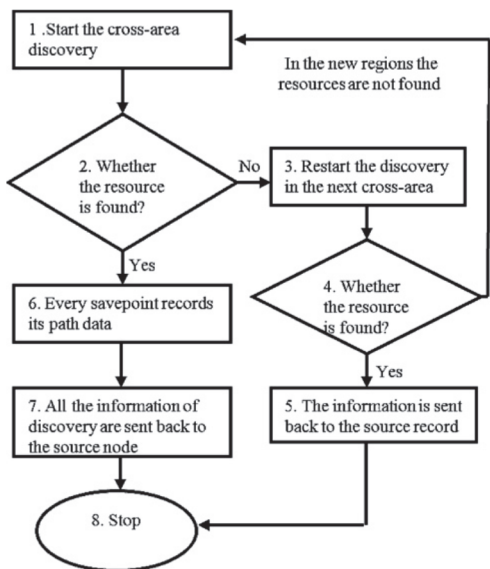 1 .Start the cross-area
discovery
In the new regions the
resources are not found
2. Whether
the resource
is found?
No
3. Restart the discovery
in the next cross-area
Yes
4. Whether
the resource
is found?
6. Every savepoint records
its path data
Yes
7. All the information of
discovery are sent back to
the source node
5. The information is sent
back to the source record
8. Stop